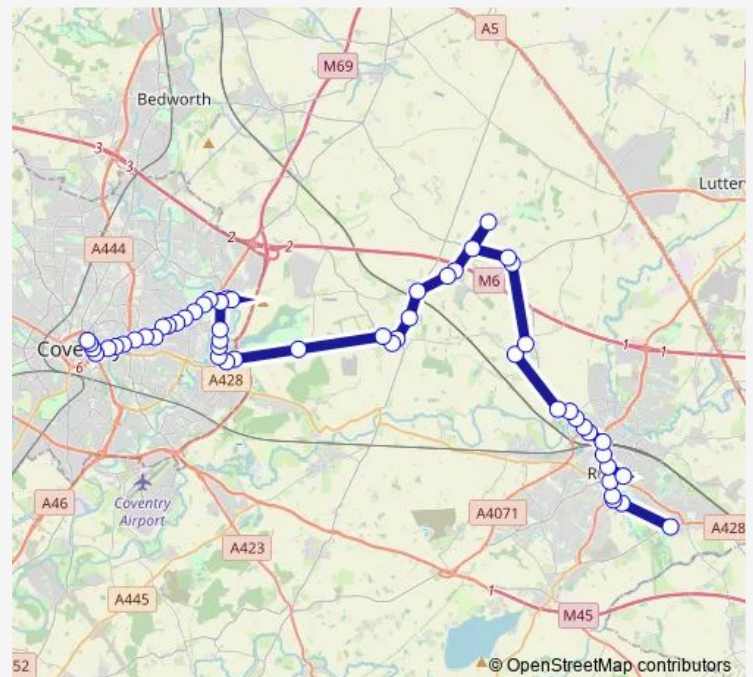 A5
M69
Bedworth
3
3
Lutter
A444
2
2
M6
Cove
6
1
1
A428
R
Coventry
Airport
A46
A4071
A428
A423
A445
1
M45
52
© OpenStreetMap contributors